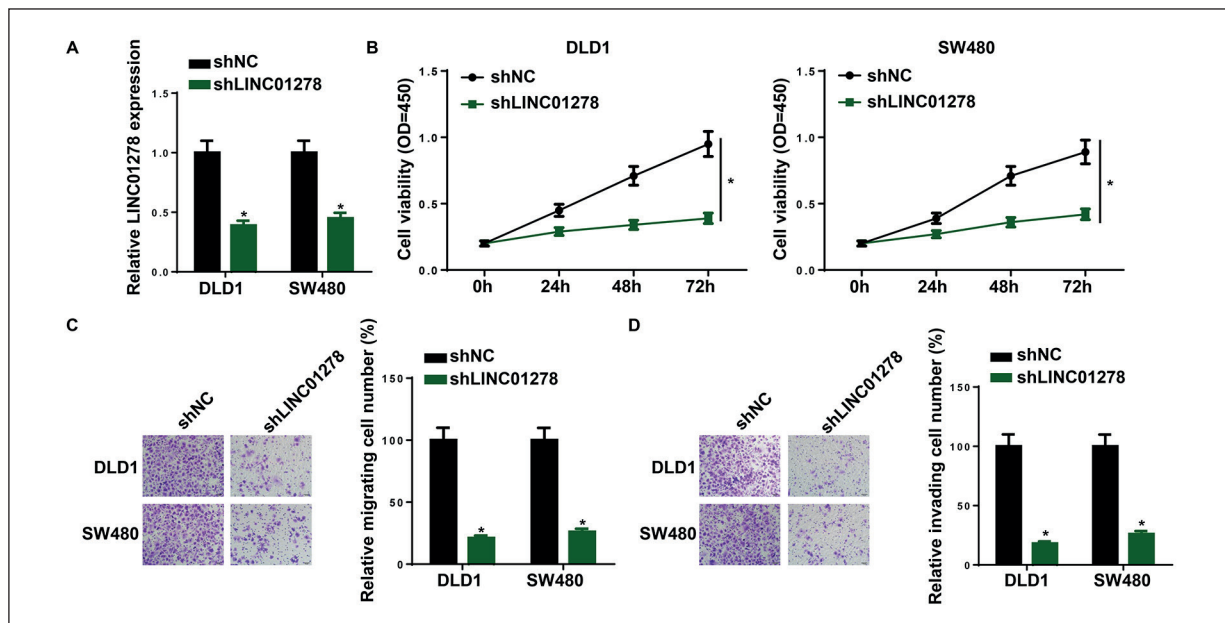 A
Relative LINC01278 expression
shNC
shLINC01278
1.5
1.0
0.5
0.0
*
*
DLD1
SW480
B
DLD1
Cell viability (OD=450)
shNC
shLINC01278
1.5
1.0
0.5
0.0
*
0h
24h
48h
72h
SW480
Cell viability (OD=450)
shNC
shLINC01278
1.5
1.0
0.5
0.0
*
0h
24h
48h
72h
C
shNC
shLINC01278
DLD1
SW480
Relative migrating cell number (%)
shNC
shLINC01278
150
100
50
0
*
*
DLD1
SW480
D
shNC
shLINC01278
DLD1
SW480
Relative invading cell number (%)
shNC
shLINC01278
150
100
50
0
*
*
DLD1
SW480